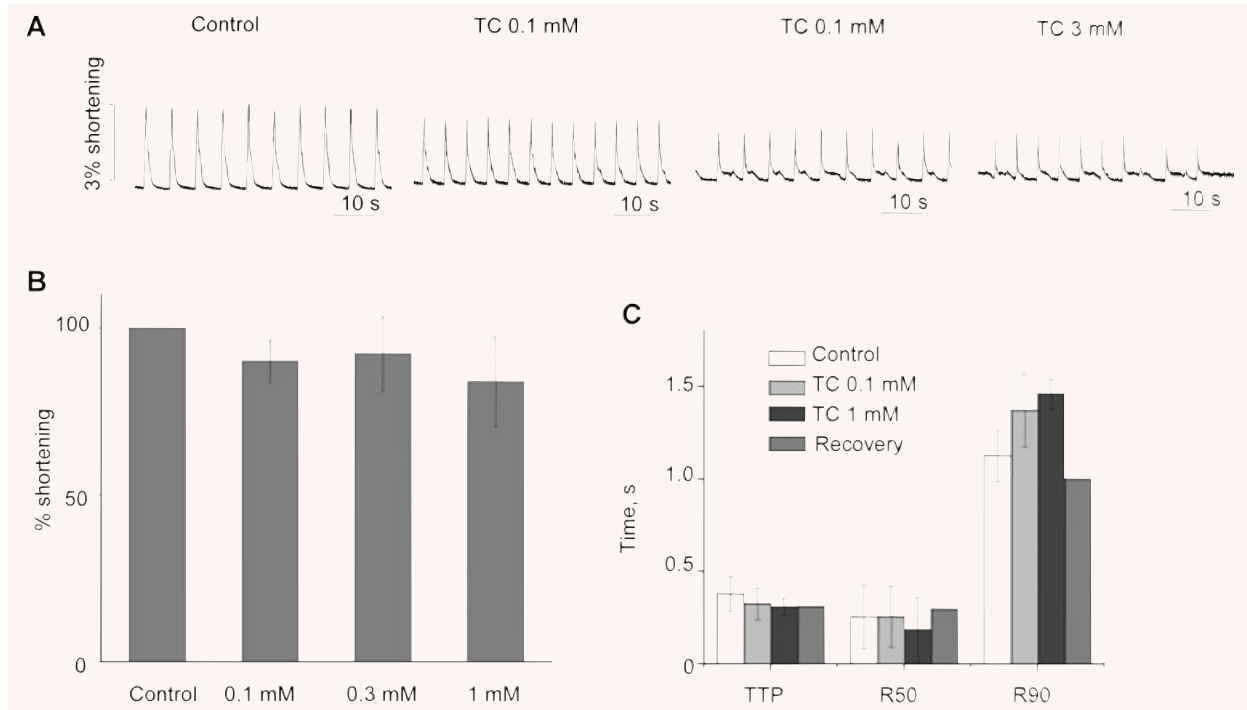 A
Control
TC 0.1 mM
TC 0.1 mM
TC 3 mM
3% shortening
10 s
10 s
10 s
10 s
B
% shortening
100
50
0
Control
0.1 mM
0.3 mM
1 mM
C
Control
TC 0.1 mM
TC 1 mM
Recovery
Time, s
1.5
1.0
0.5
0
TTP
R50
R90